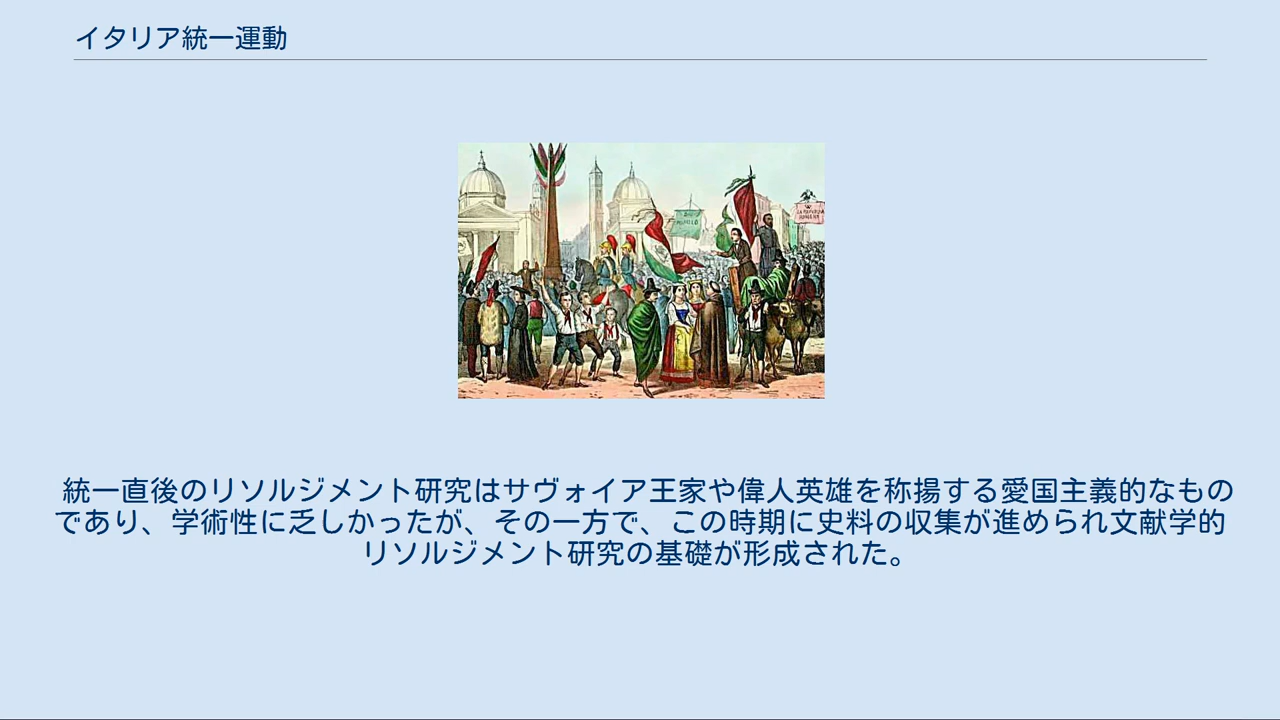 イタリア統一運動
統一直後のリソルジメント研究はサヴォイア王家や偉人英雄を称揚する愛国主義的なもの
であり、学術性に乏しかったが、その一方で、この時期に史料の収集が進められ文献学的
リソルジメント研究の基礎が形成された。